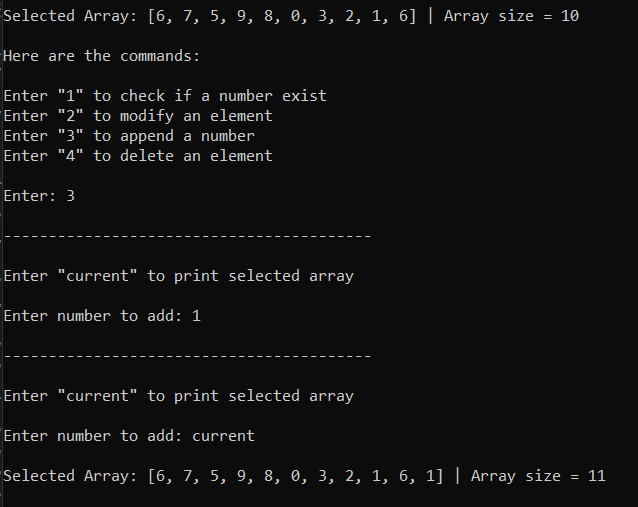 Selected Array: [6, 7, 5, 9, 8, 0, 3, 2, 1, 6] | Array size = 10
Here are the commands:
Enter "1" to check if a number exist
Enter "2" to modify an element
Enter "3" to append a number
Enter "4" to delete an element
Enter: 3
-----------------------------------------
Enter "current" to print selected array
Enter number to add: 1
-----------------------------------------
Enter "current" to print selected array
Enter number to add: current
Selected Array: [6, 7, 5, 9, 8, 0, 3, 2, 1, 6, 1] | Array size = 11